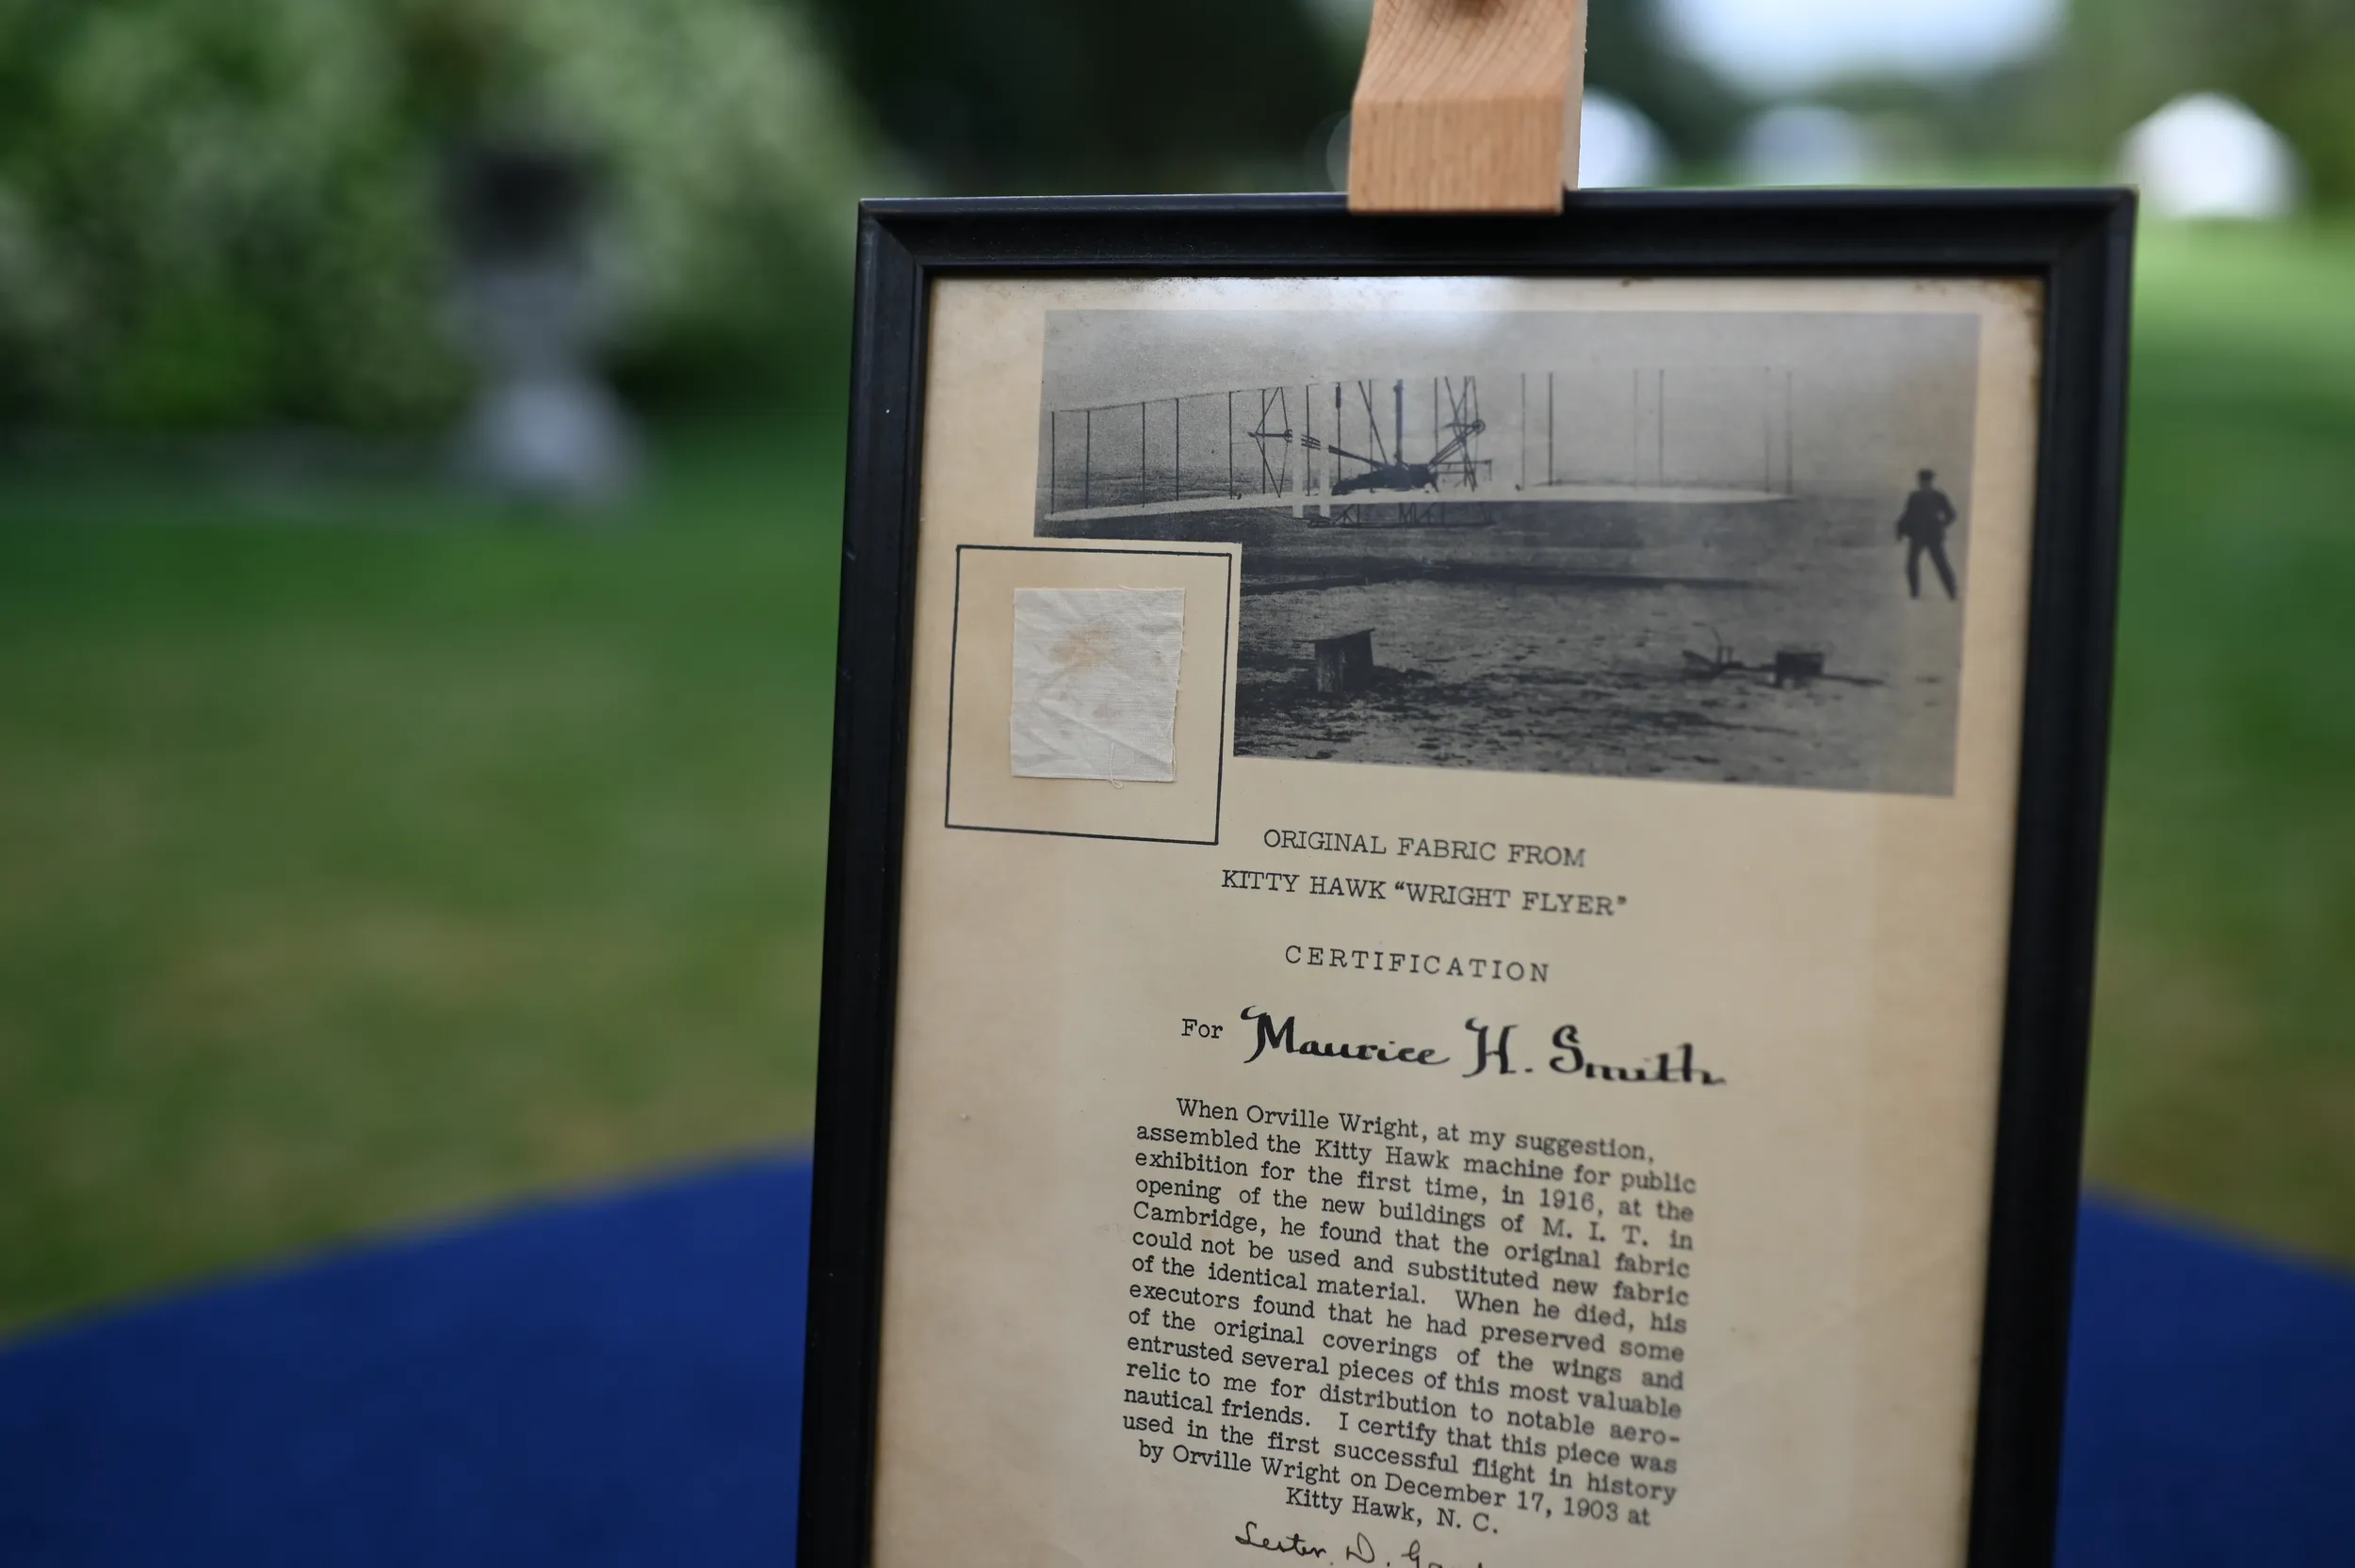 ORIGINAL FABRIC FROM
KITTY HAWK “WRIGHT FLYER”
CERTIFICATION
For Maurice H. Smith
When Orville Wright, at my suggestion,
assembled the Kitty Hawk machine for public
exhibition for the first time, in 1916, at the
opening of the new buildings of M. I. T. in
Cambridge, he found that the original fabric
could not be used and substituted new fabric
of the identical material. When he died, his
executors found that he had preserved some
of the original coverings of the wings and
entrusted several pieces of this most valuable
relic to me for distribution to notable aero-
nautical friends. I certify that this piece was
used in the first successful flight in history
by Orville Wright on December 17, 1903 at
Kitty Hawk, N. C.
Lester D.